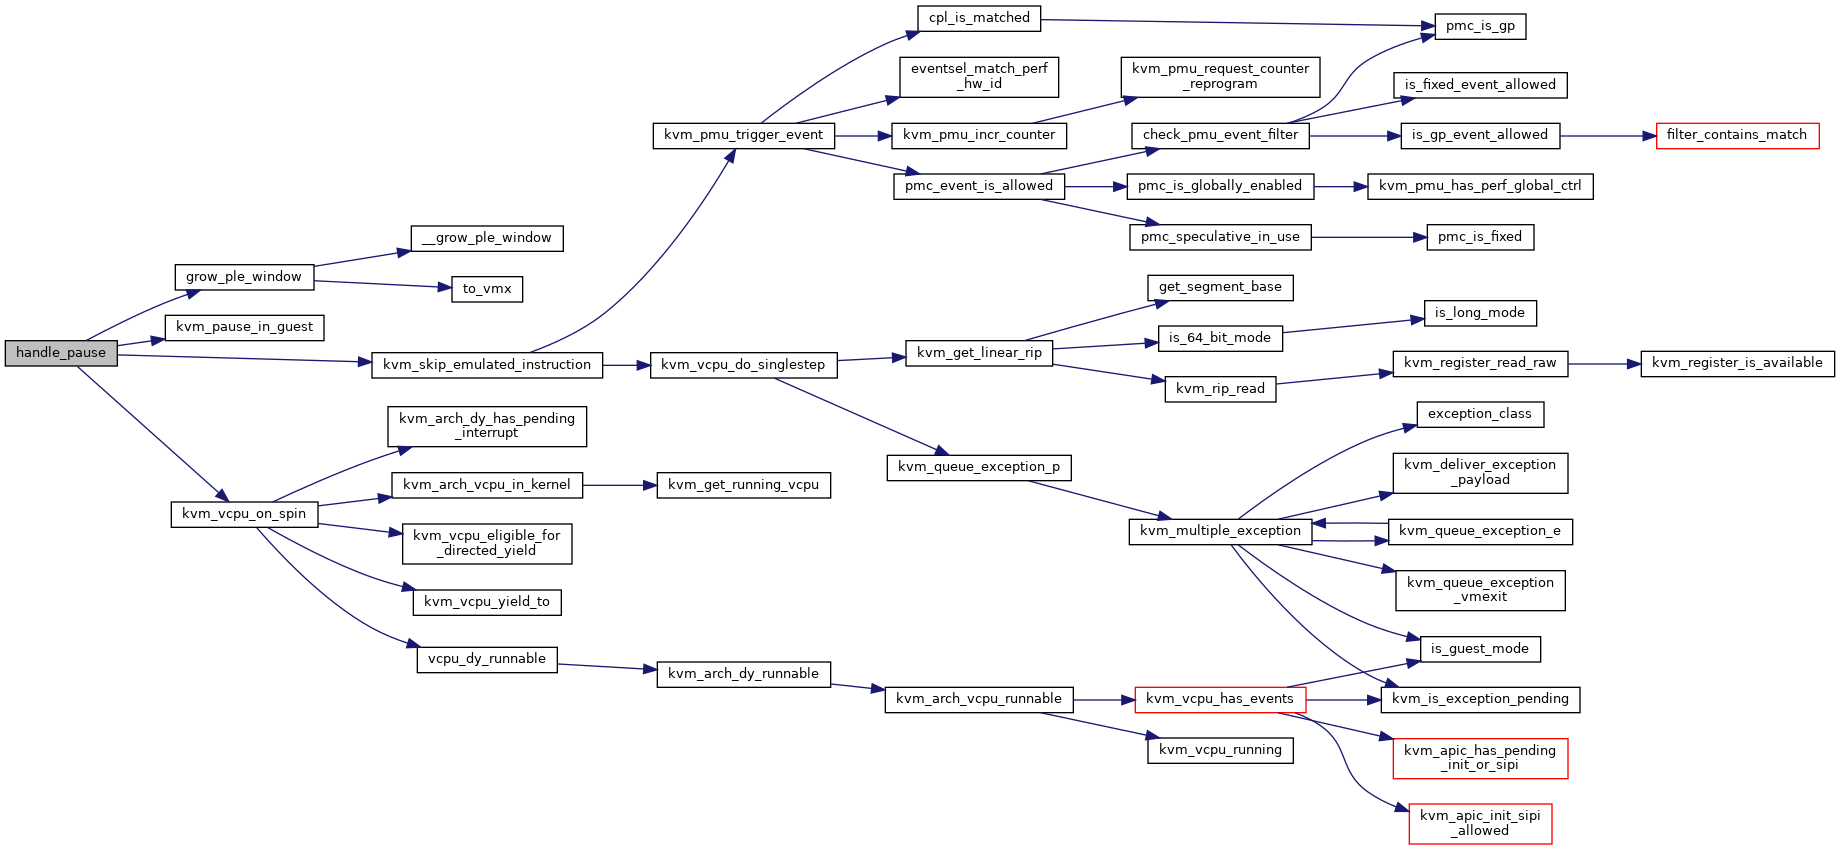 handle_pause
grow_ple_window
__grow_ple_window
to_vmx
kvm_pause_in_guest
kvm_skip_emulated_instruction
kvm_pmu_trigger_event
cpl_is_matched
pmc_is_gp
eventsel_match_perf
_hw_id
kvm_pmu_incr_counter
kvm_pmu_request_counter
_reprogram
pmc_event_is_allowed
check_pmu_event_filter
is_fixed_event_allowed
is_gp_event_allowed
filter_contains_match
pmc_is_globally_enabled
kvm_pmu_has_perf_global_ctrl
pmc_speculative_in_use
pmc_is_fixed
kvm_vcpu_do_singlestep
kvm_get_linear_rip
get_segment_base
is_64_bit_mode
is_long_mode
kvm_rip_read
kvm_register_read_raw
kvm_register_is_available
kvm_queue_exception_p
kvm_multiple_exception
exception_class
kvm_deliver_exception
_payload
kvm_queue_exception_e
kvm_queue_exception
_vmexit
is_guest_mode
kvm_is_exception_pending
kvm_vcpu_on_spin
kvm_arch_dy_has_pending
_interrupt
kvm_arch_vcpu_in_kernel
kvm_get_running_vcpu
kvm_vcpu_eligible_for
_directed_yield
kvm_vcpu_yield_to
vcpu_dy_runnable
kvm_arch_dy_runnable
kvm_arch_vcpu_runnable
kvm_vcpu_has_events
kvm_vcpu_running
kvm_apic_has_pending
_init_or_sipi
kvm_apic_init_sipi
_allowed